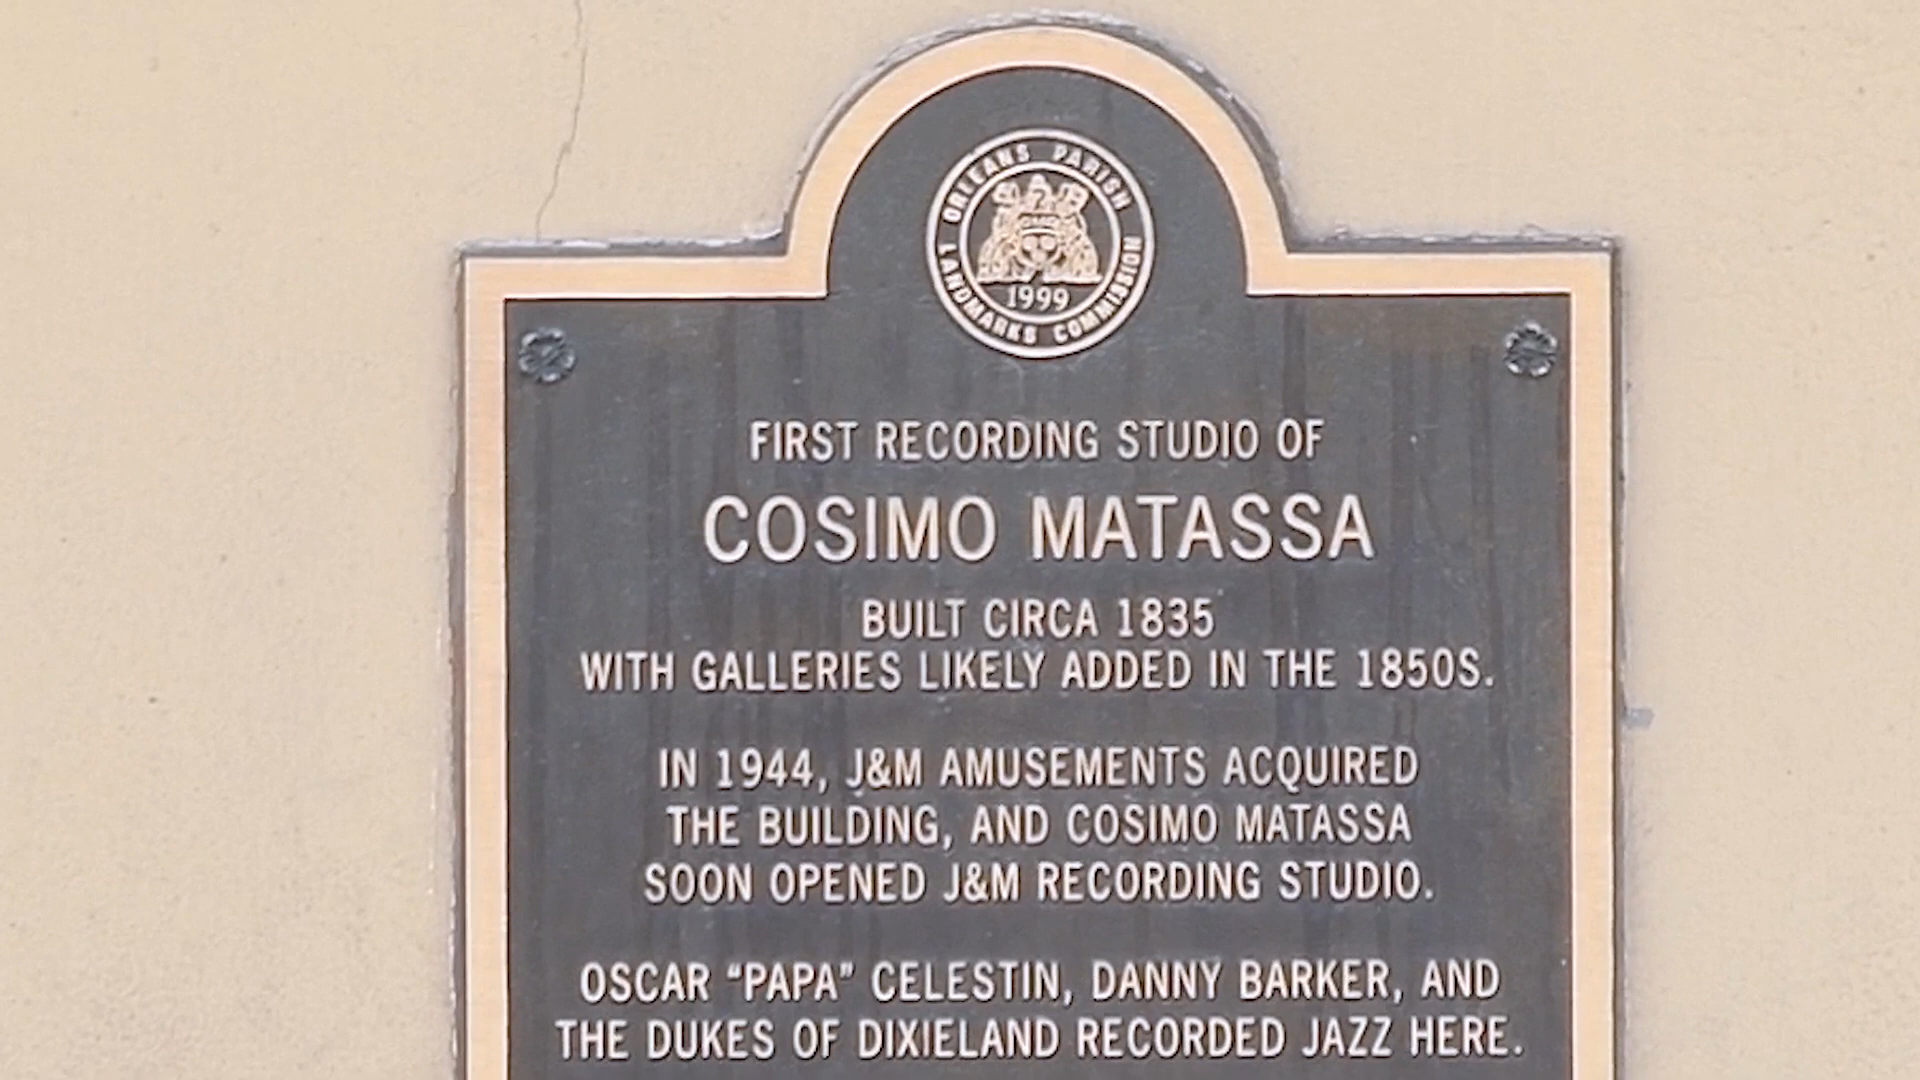 ORLEANS PARISH
LANDMARKS COMMISSION
1999
FIRST RECORDING STUDIO OF
COSIMO MATASSA
BUILT CIRCA 1835
WITH GALLERIES LIKELY ADDED IN THE 1850S.
IN 1944, J&M AMUSEMENTS ACQUIRED
THE BUILDING, AND COSIMO MATASSA
SOON OPENED J&M RECORDING STUDIO.
OSCAR “PAPA” CELESTIN, DANNY BARKER, AND
THE DUKES OF DIXIELAND RECORDED JAZZ HERE.